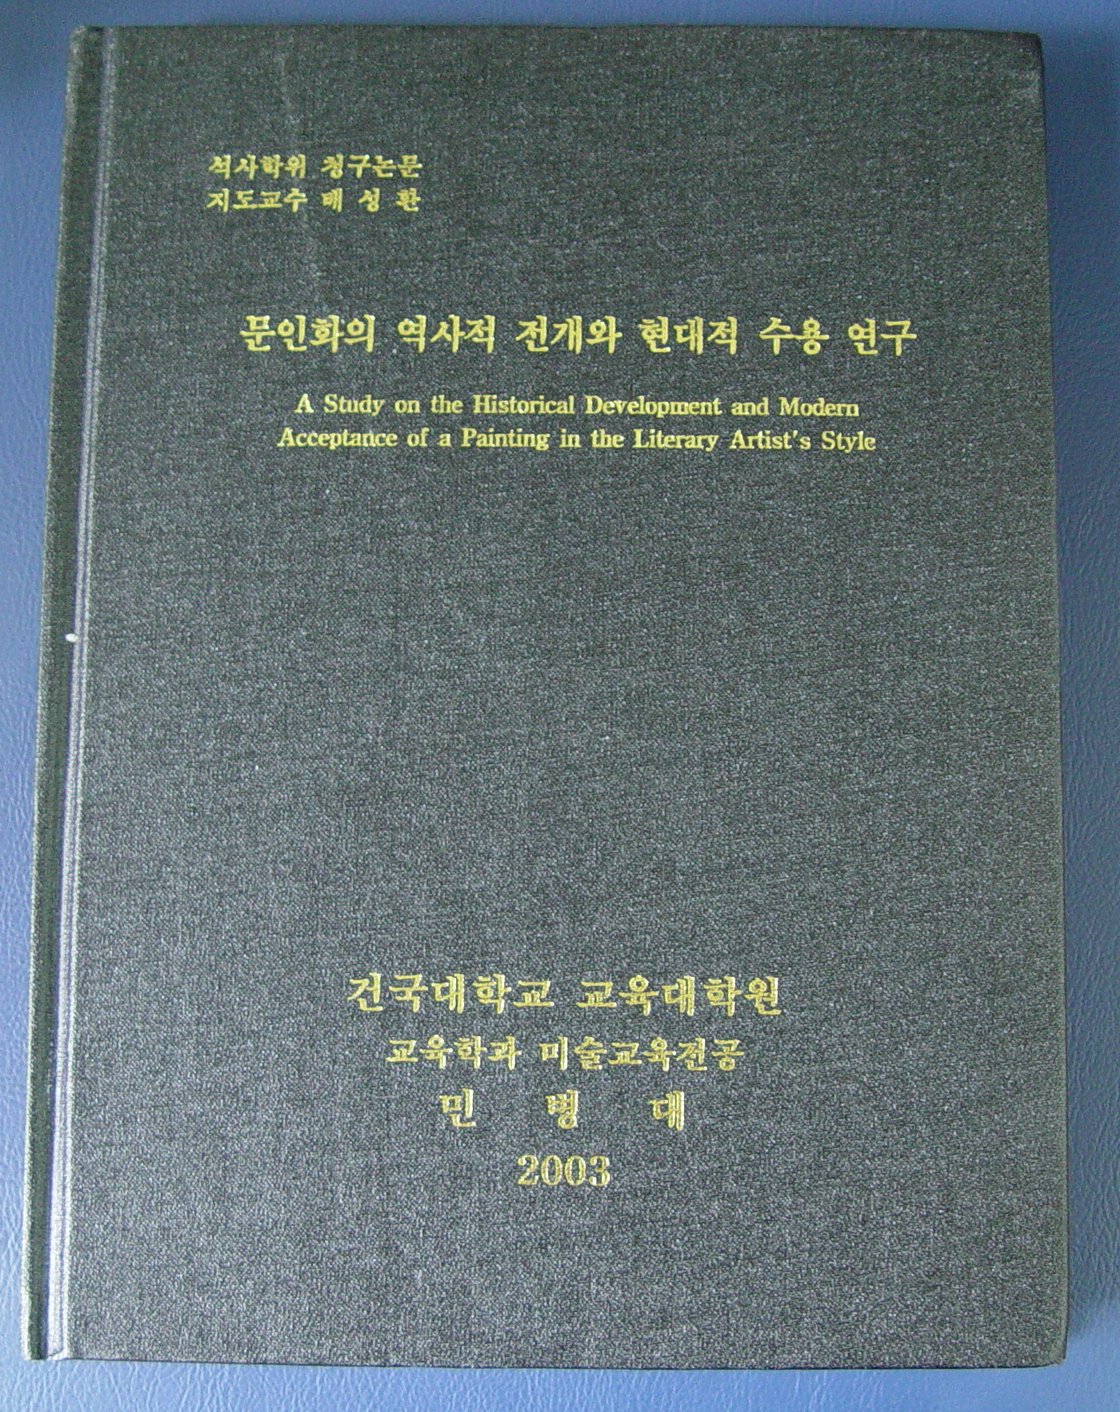 석사학위 청구논문
지도교수 배 성 환
문인화의 역사적 전개와 현대적 수용 연구
A Study on the Historical Development and Modern
Acceptance of a Painting in the Literary Artist's Style
건국대학교 교육대학원
교육학과 미술교육전공
민 병 대
2003